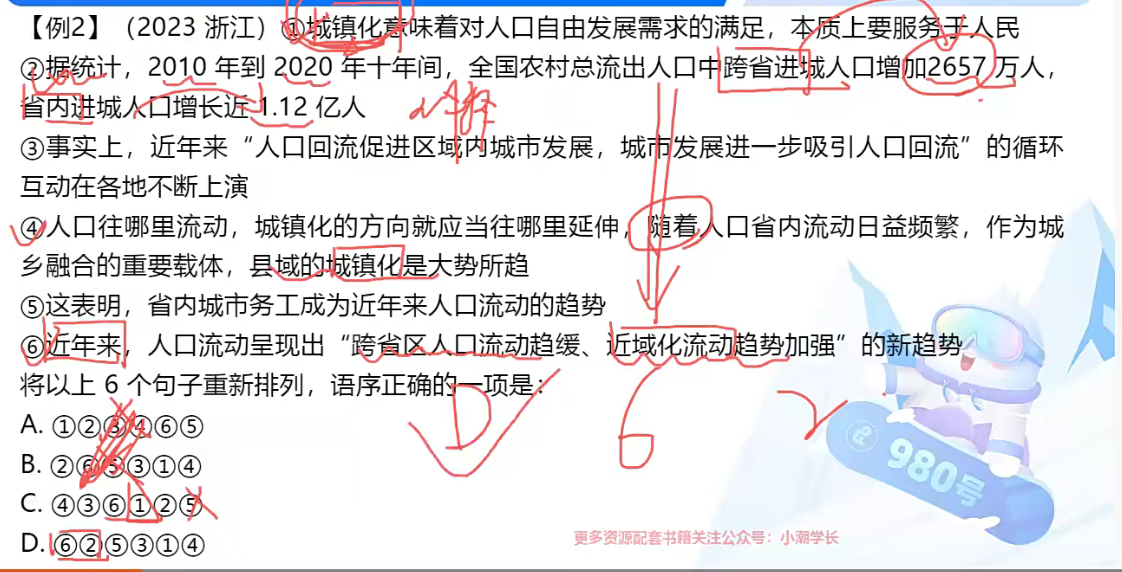 【例2】(2023 浙江)①城镇化意味着对人口自由发展需求的满足，本质上要服务于人民
②据统计，2010 年到 2020 年十年间，全国农村总流出人口中跨省进城人口增加2657 万人，
省内进城人口增长近 1.12 亿人
③事实上，近年来“人口回流促进区域内城市发展，城市发展进一步吸引人口回流”的循环
互动在各地不断上演
④人口往哪里流动，城镇化的方向就应当往哪里延伸，随着人口省内流动日益频繁，作为城
乡融合的重要载体，县域的城镇化是大势所趋
⑤这表明，省内城市务工成为近年来人口流动的趋势
⑥近年来，人口流动呈现出“跨省区人口流动趋缓、近域化流动趋势加强”的新趋势
将以上 6 个句子重新排列，语序正确的一项是：
A. ①②③④⑥⑤
B. ②⑥⑤③①④
C. ④③⑥①②⑤
D. ⑥②⑤③①④
D
980号
更多资源配套书籍关注公众号：小潮学长